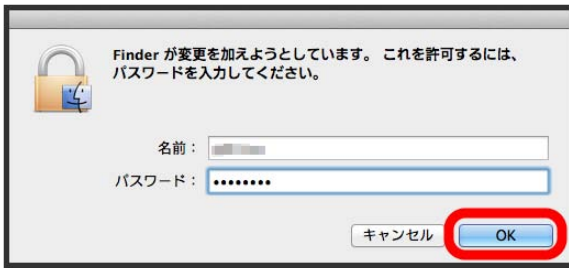 Finder が変更を加えようとしています。 これを許可するには、
パスワードを入力してください。
名前：
パスワード： ••••••••
キャンセル
OK